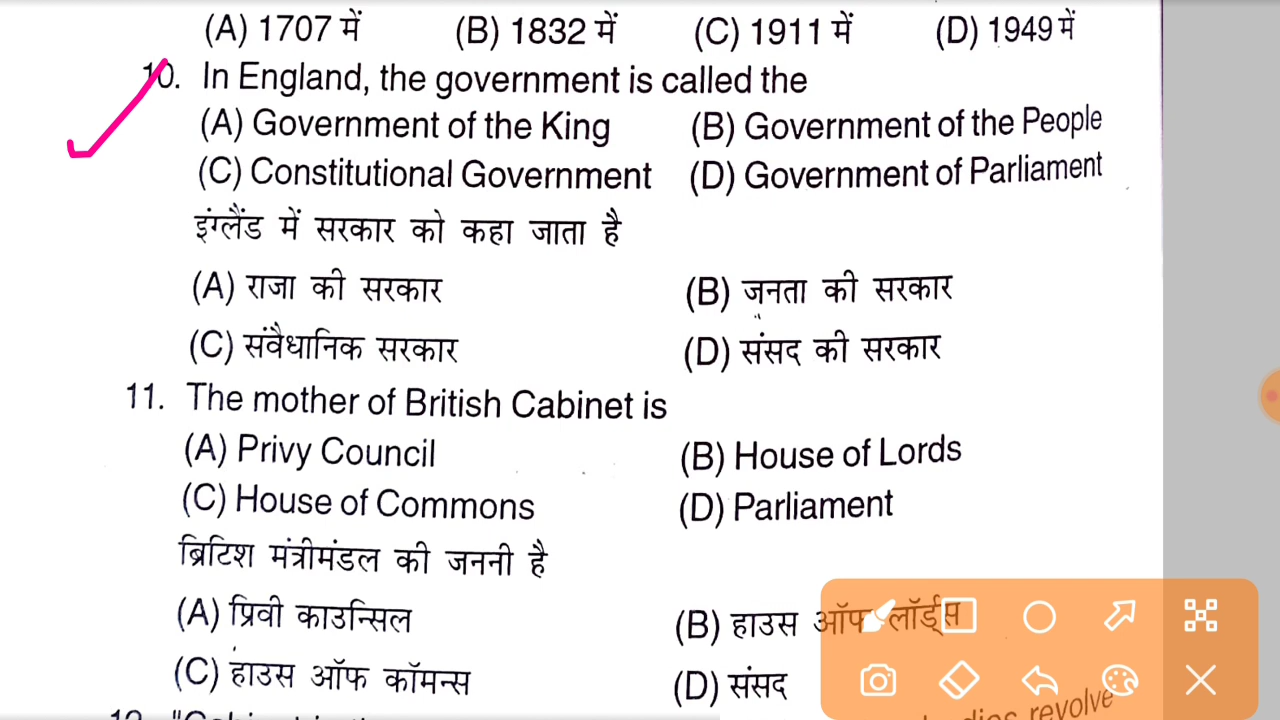 (A) 1707 में (B) 1832 में (C) 1911 में (D) 1949 में
10. In England, the government is called the
(A) Government of the King (B) Government of the People
(C) Constitutional Government (D) Government of Parliament
इंग्लैंड में सरकार को कहा जाता है
(A) राजा की सरकार (B) जनता की सरकार
(C) संवैधानिक सरकार (D) संसद की सरकार
11. The mother of British Cabinet is
(A) Privy Council (B) House of Lords
(C) House of Commons (D) Parliament
ब्रिटिश मंत्रीमंडल की जननी है
(A) प्रिवी काउन्सिल (B) हाउस ऑफ लॉर्ड्स
(C) हाउस ऑफ कॉमन्स (D) संसद
revolve